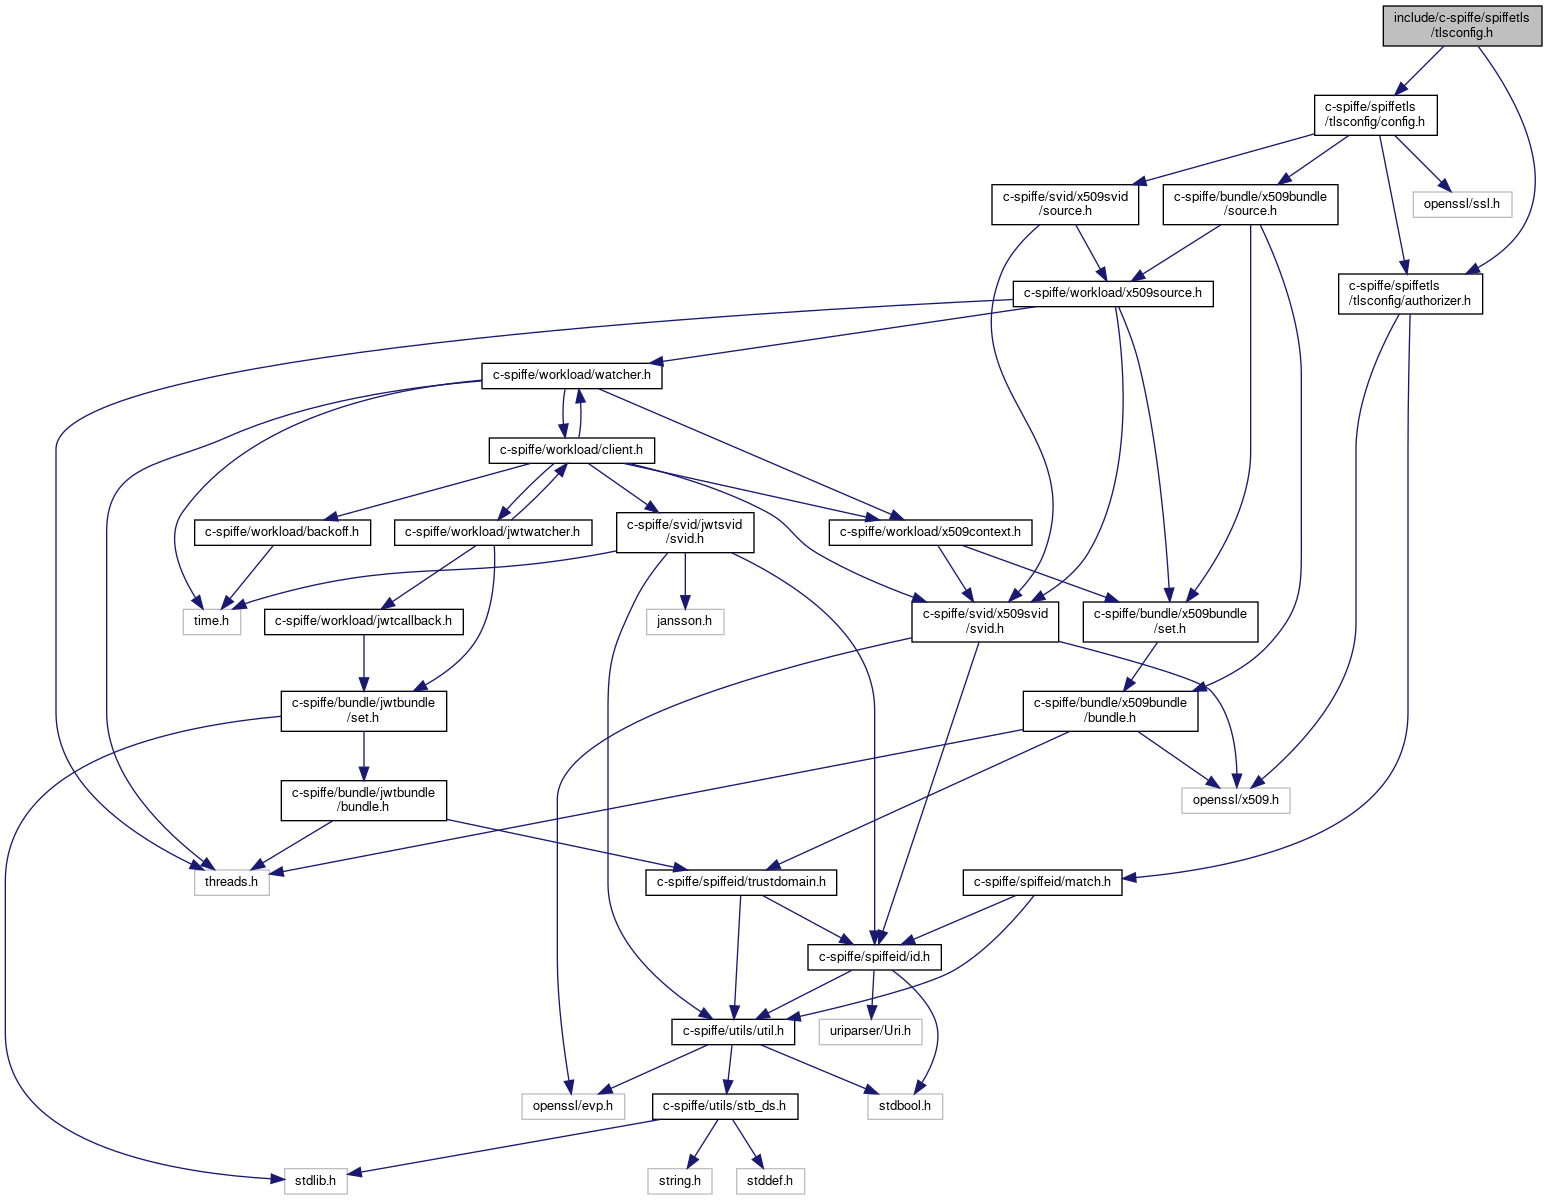 include/c-spiffe/spiffetls
/tlsconfig.h
c-spiffe/spiffetls
/tlsconfig/config.h
c-spiffe/svid/x509svid
/source.h
c-spiffe/bundle/x509bundle
/source.h
openssl/ssl.h
c-spiffe/workload/x509source.h
c-spiffe/spiffetls
/tlsconfig/authorizer.h
c-spiffe/workload/watcher.h
c-spiffe/workload/client.h
c-spiffe/workload/backoff.h
c-spiffe/workload/jwtwatcher.h
c-spiffe/svid/jwtsvid
/svid.h
c-spiffe/workload/x509context.h
time.h
c-spiffe/workload/jwtcallback.h
jansson.h
c-spiffe/svid/x509svid
/svid.h
c-spiffe/bundle/x509bundle
/set.h
c-spiffe/bundle/jwtbundle
/set.h
c-spiffe/bundle/x509bundle
/bundle.h
c-spiffe/bundle/jwtbundle
/bundle.h
openssl/x509.h
threads.h
c-spiffe/spiffeid/trustdomain.h
c-spiffe/spiffeid/match.h
c-spiffe/spiffeid/id.h
c-spiffe/utils/util.h
uriparser/Uri.h
openssl/evp.h
c-spiffe/utils/stb_ds.h
stdbool.h
stdlib.h
string.h
stddef.h